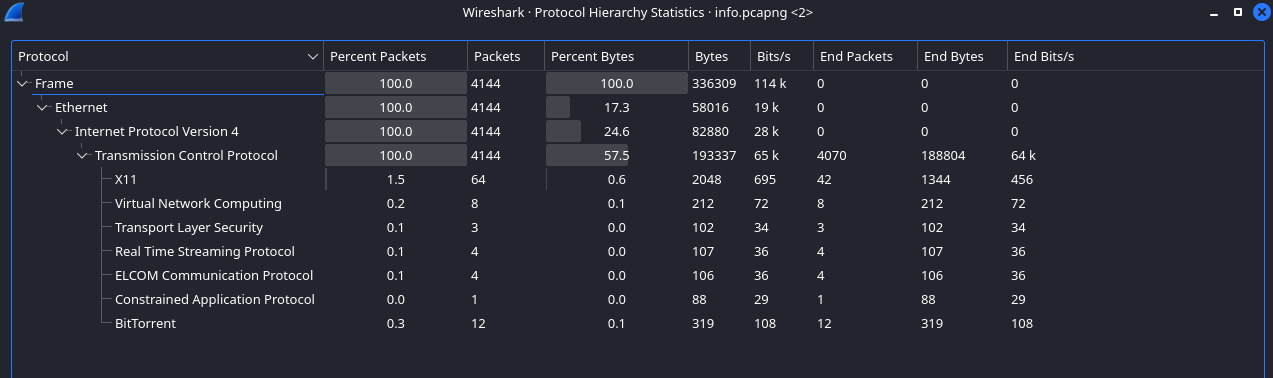 Wireshark · Protocol Hierarchy Statistics · info.pcapng <2>
Protocol Percent Packets Packets Percent Bytes Bytes Bits/s End Packets End Bytes End Bits/s
Frame 100.0 4144 100.0 336309 114 k 0 0 0
Ethernet 100.0 4144 17.3 58016 19 k 0 0 0
Internet Protocol Version 4 100.0 4144 24.6 82880 28 k 0 0 0
Transmission Control Protocol 100.0 4144 57.5 193337 65 k 4070 188804 64 k
X11 1.5 64 0.6 2048 695 42 1344 456
Virtual Network Computing 0.2 8 0.1 212 72 8 212 72
Transport Layer Security 0.1 3 0.0 102 34 3 102 34
Real Time Streaming Protocol 0.1 4 0.0 107 36 4 107 36
ELCOM Communication Protocol 0.1 4 0.0 106 36 4 106 36
Constrained Application Protocol 0.0 1 0.0 88 29 1 88 29
BitTorrent 0.3 12 0.1 319 108 12 319 108